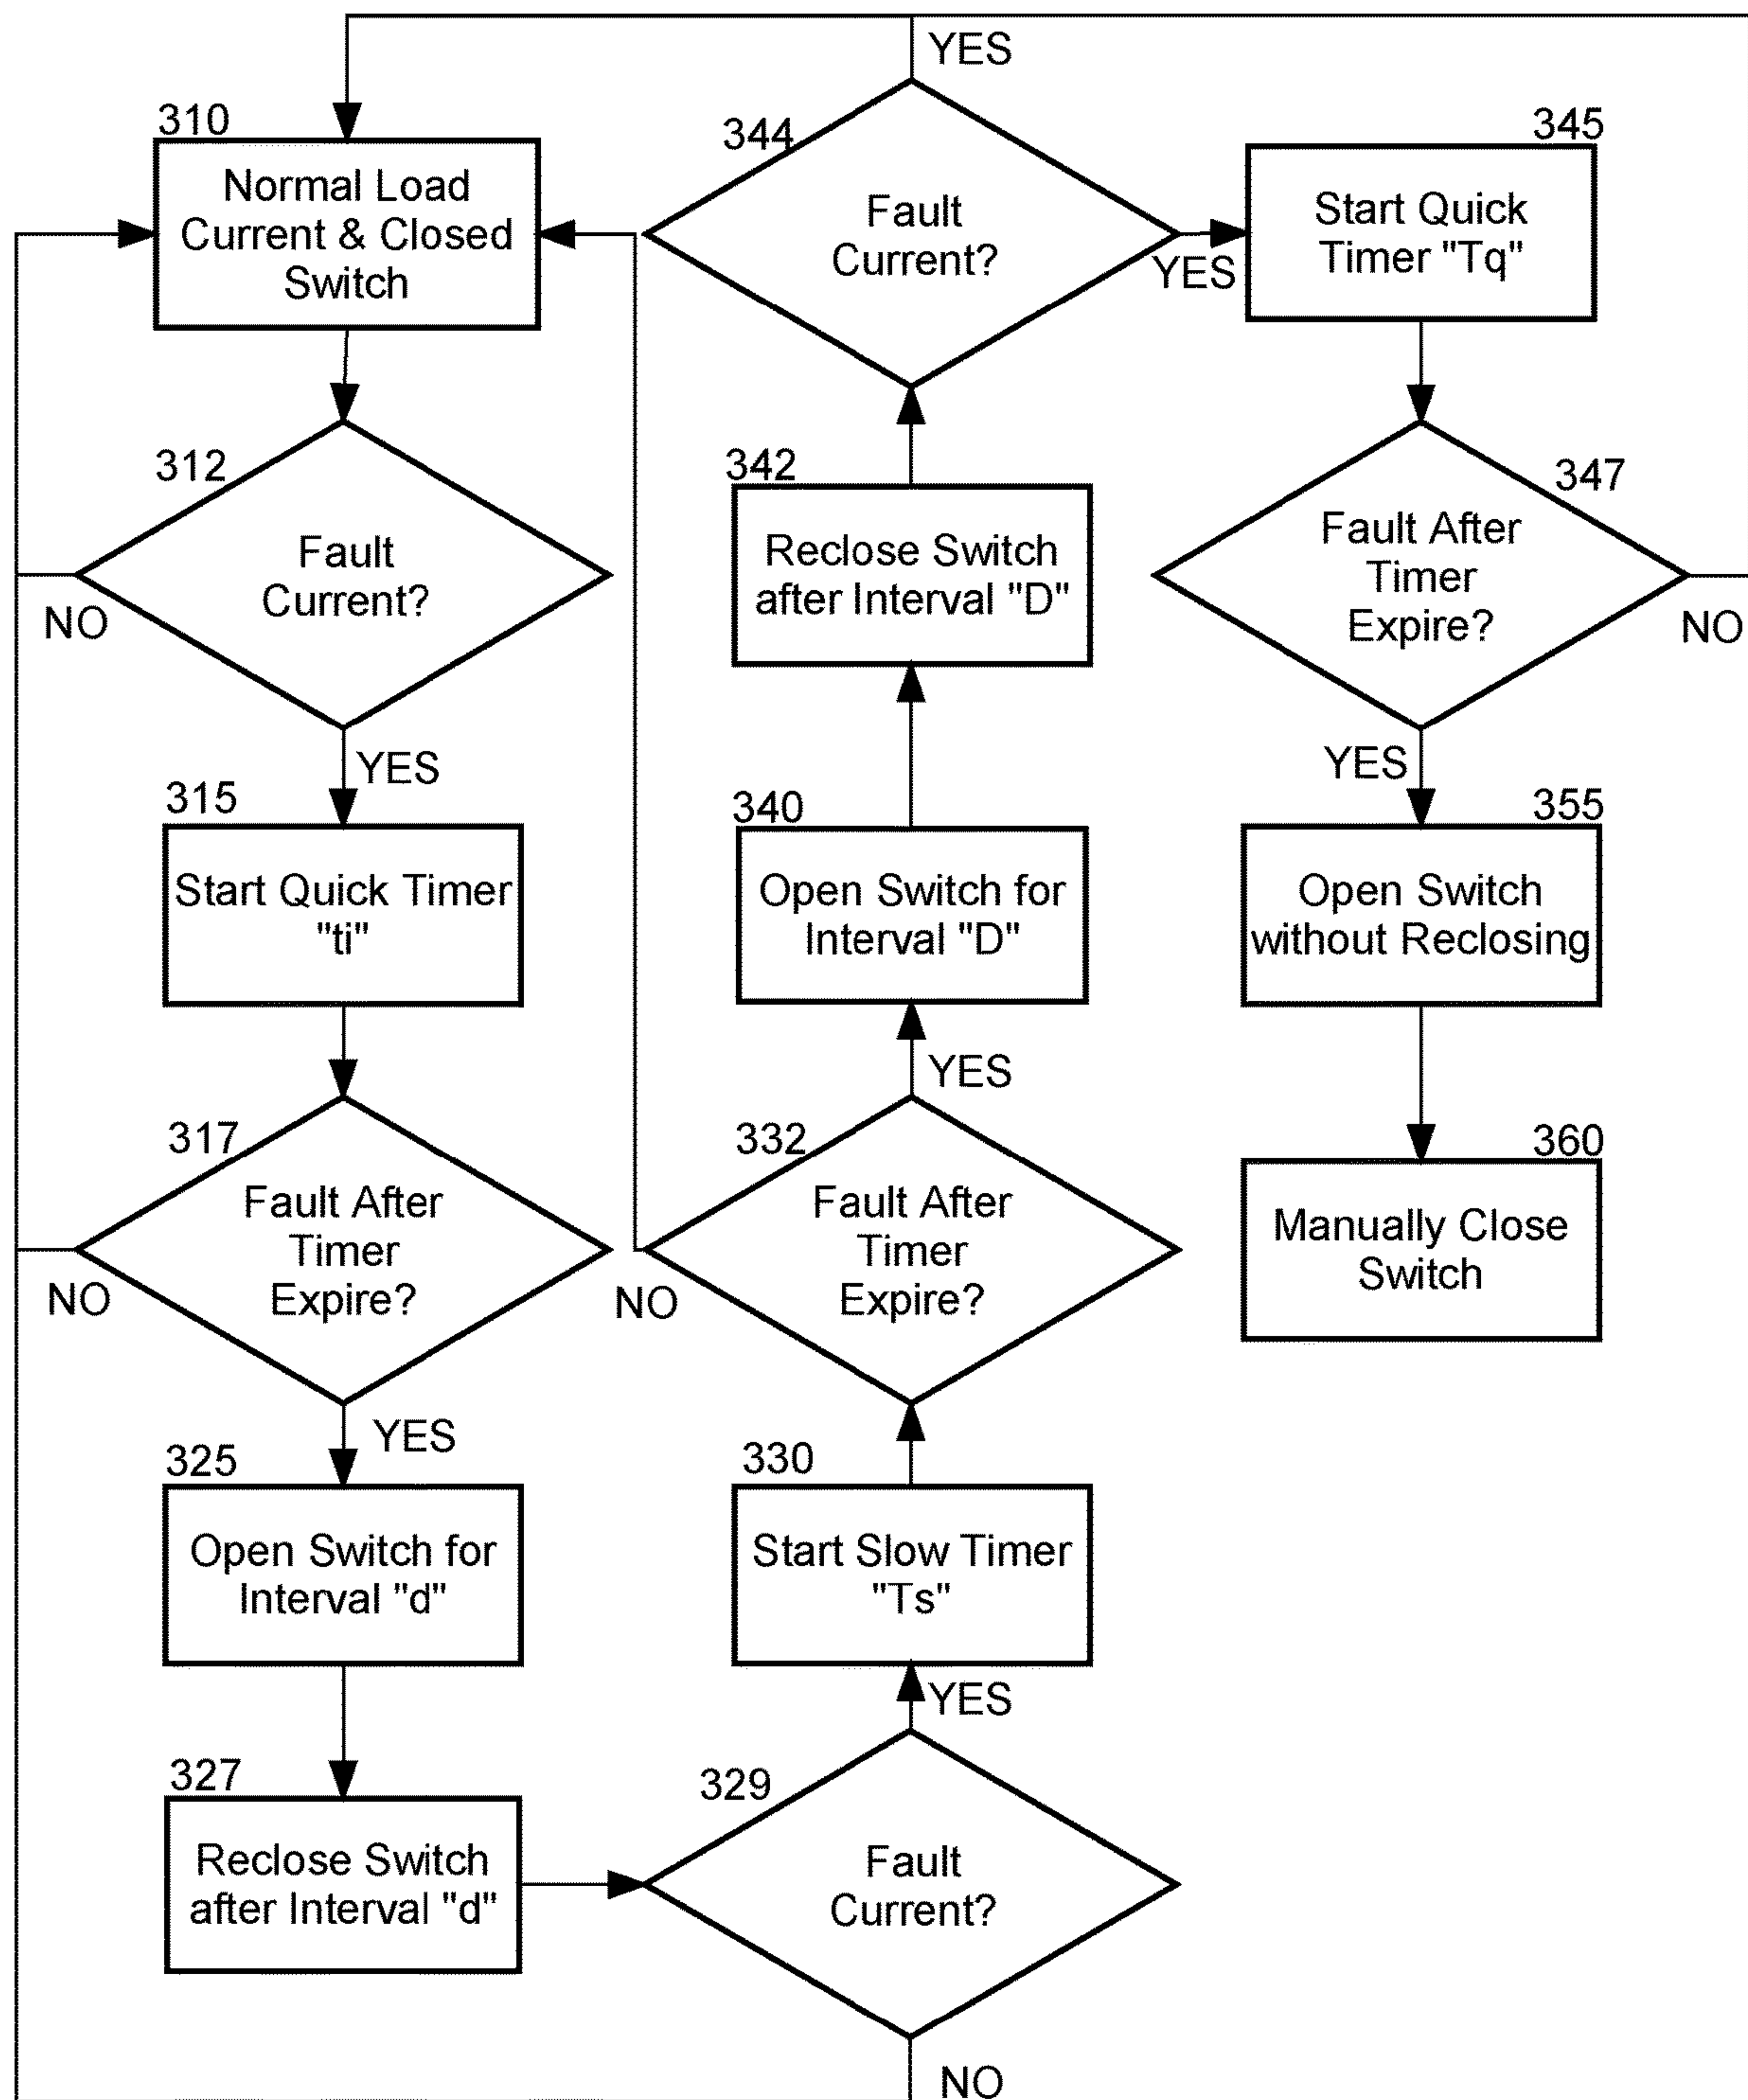 YES
310
Normal Load
Current & Closed
Switch
344
Fault
Current?
YES
345
Start Quick
Timer "Tq"
312
Fault
Current?
NO
YES
342
Reclose Switch
after Interval "D"
347
Fault After
Timer
Expire?
NO
YES
315
Start Quick Timer
"ti"
340
Open Switch for
Interval "D"
355
Open Switch
without Reclosing
YES
317
Fault After
Timer
Expire?
NO
YES
332
Fault After
Timer
Expire?
NO
360
Manually Close
Switch
325
Open Switch for
Interval "d"
330
Start Slow Timer
"Ts"
YES
327
Reclose Switch
after Interval "d"
329
Fault
Current?
NO